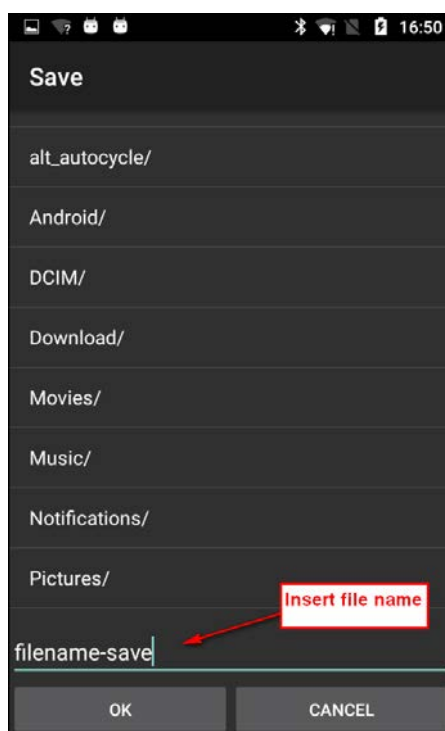 16:50
Save
alt_autocycle/
Android/
DCIM/
Download/
Movies/
Music/
Notifications/
Pictures/
Insert file name
filename-save
OK CANCEL